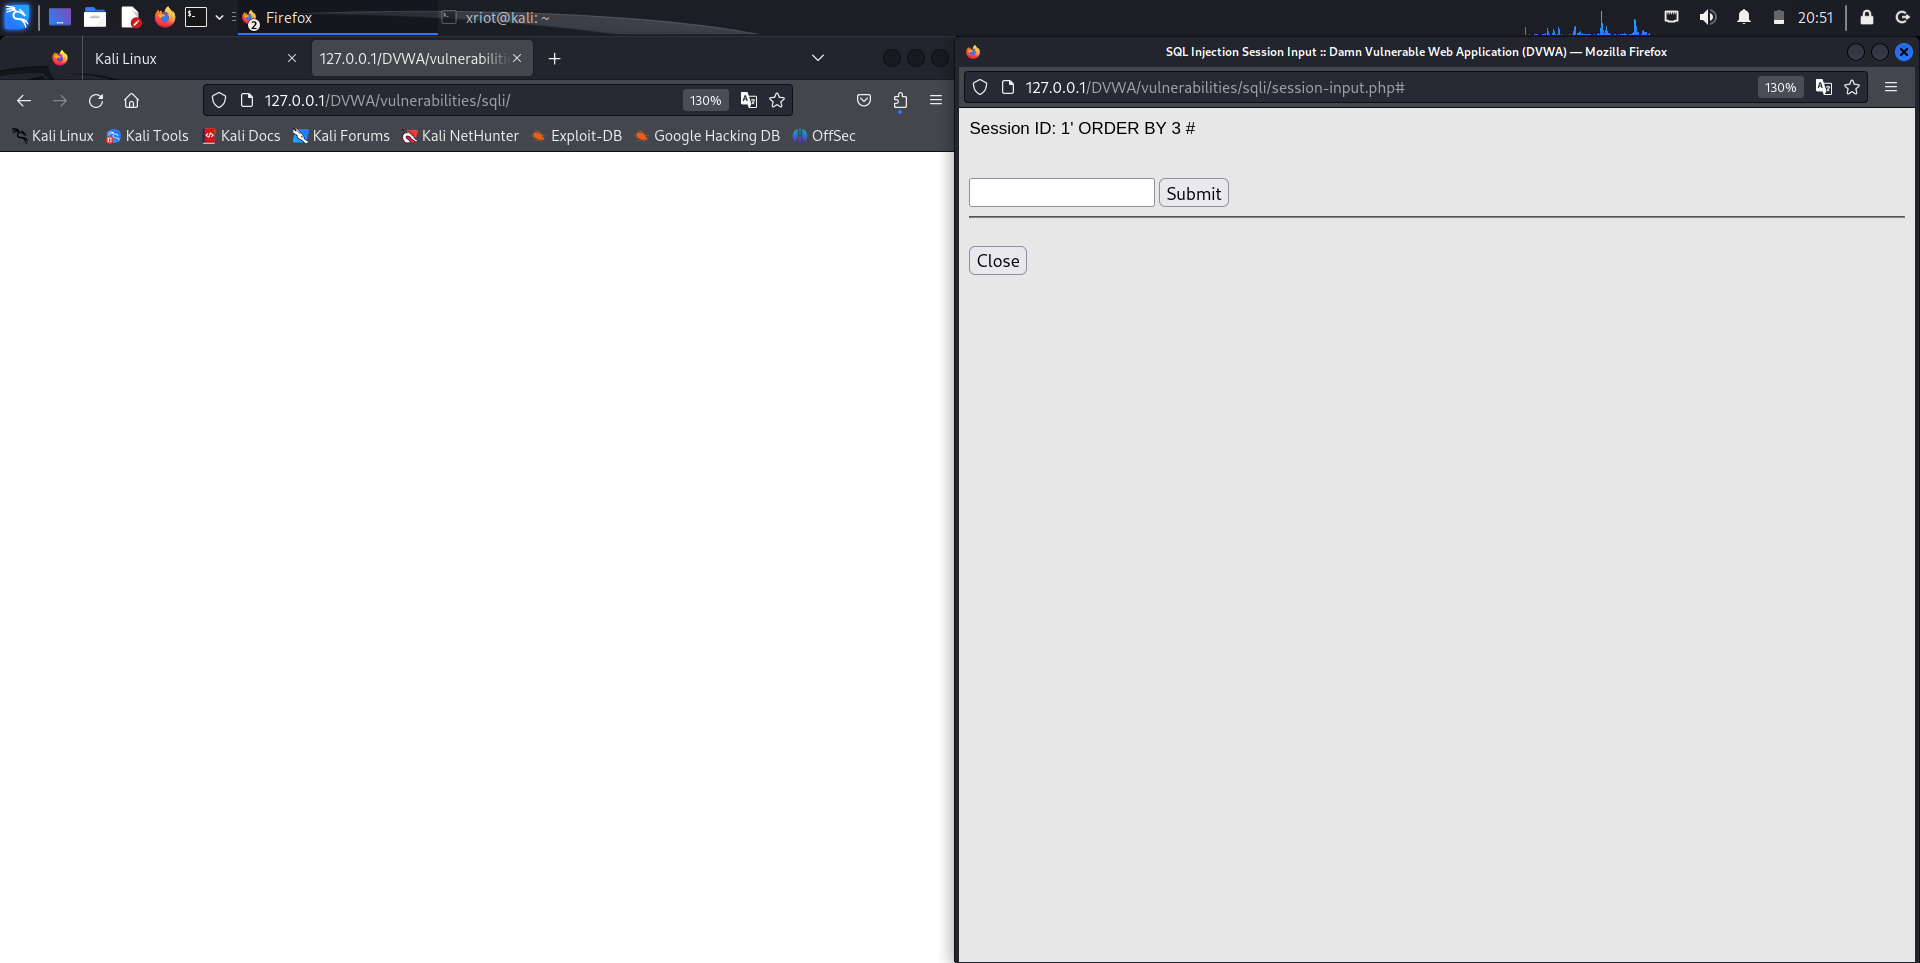 Firefox
2
xriot@kali: ~
20:51
Kali Linux
127.0.0.1/DVWA/vulnerabiliti
127.0.0.1/DVWA/vulnerabilities/sqli/
130%
Kali Linux
Kali Tools
Kali Docs
Kali Forums
Kali NetHunter
Exploit-DB
Google Hacking DB
OffSec
SQL Injection Session Input :: Damn Vulnerable Web Application (DVWA) — Mozilla Firefox
127.0.0.1/DVWA/vulnerabilities/sqli/session-input.php#
130%
Session ID: 1' ORDER BY 3 #
Submit
Close